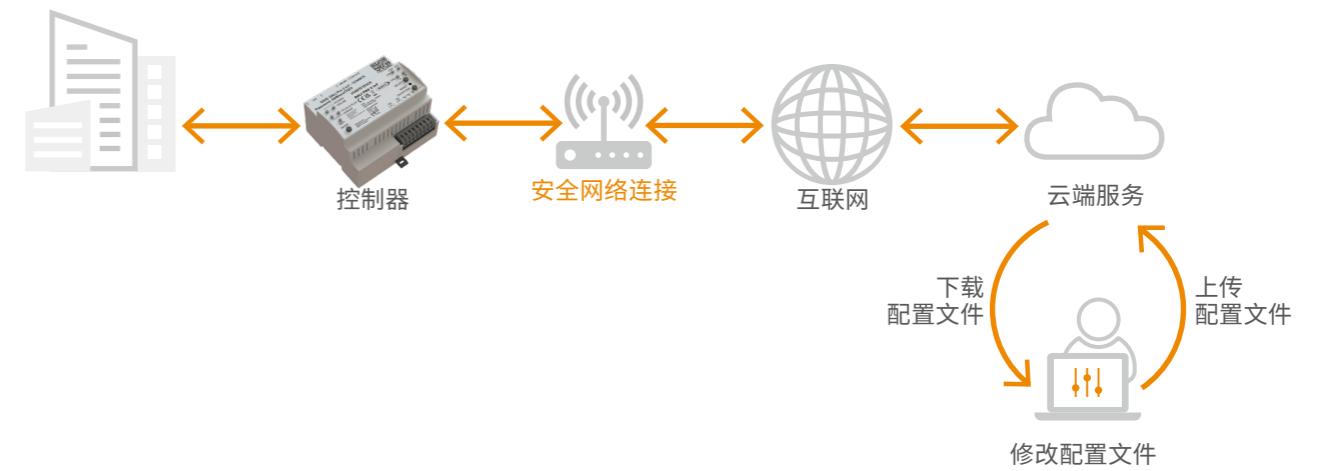 控制器
安全网络连接
互联网
云端服务
下载
配置文件
上传
配置文件
修改配置文件